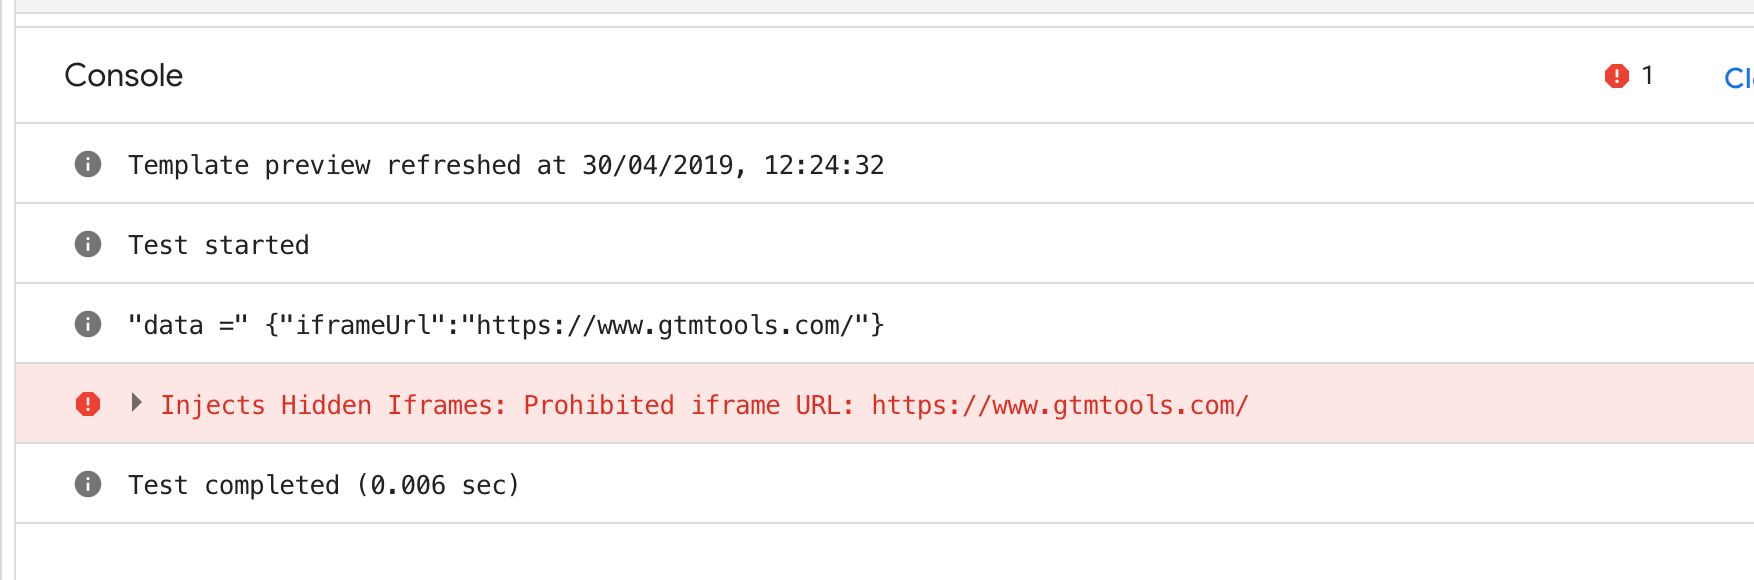 Console
1
Template preview refreshed at 30/04/2019, 12:24:32
Test started
"data =" {"iframeUrl":"https://www.gtmtools.com/"}
Injects Hidden Iframes: Prohibited iframe URL: https://www.gtmtools.com/
Test completed (0.006 sec)